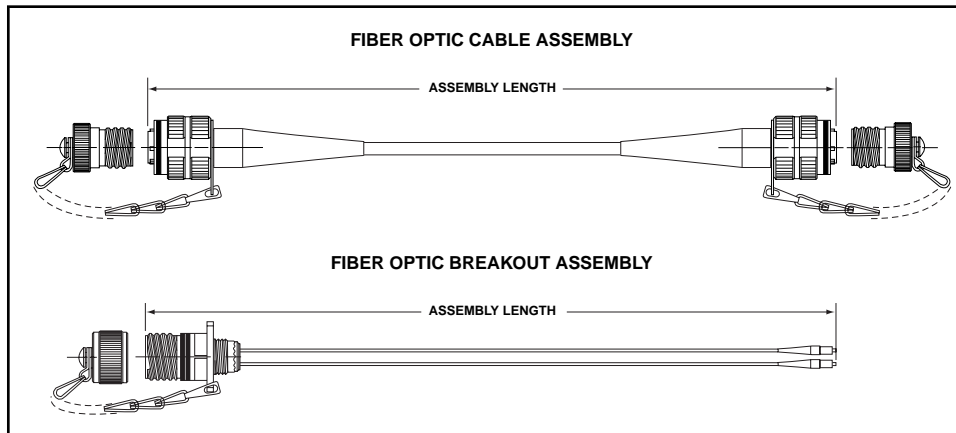 FIBER OPTIC CABLE ASSEMBLY
ASSEMBLY LENGTH
FIBER OPTIC BREAKOUT ASSEMBLY
ASSEMBLY LENGTH